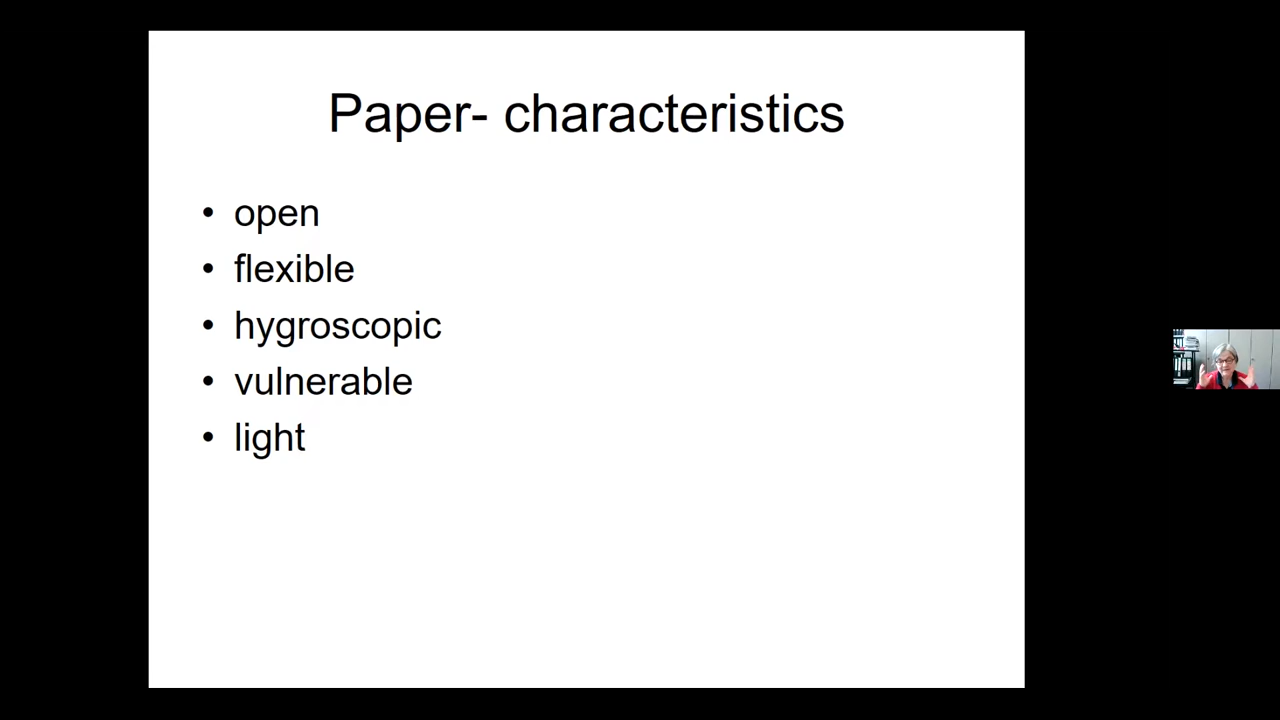 Paper- characteristics
• open
• flexible
• hygroscopic
• vulnerable
• light